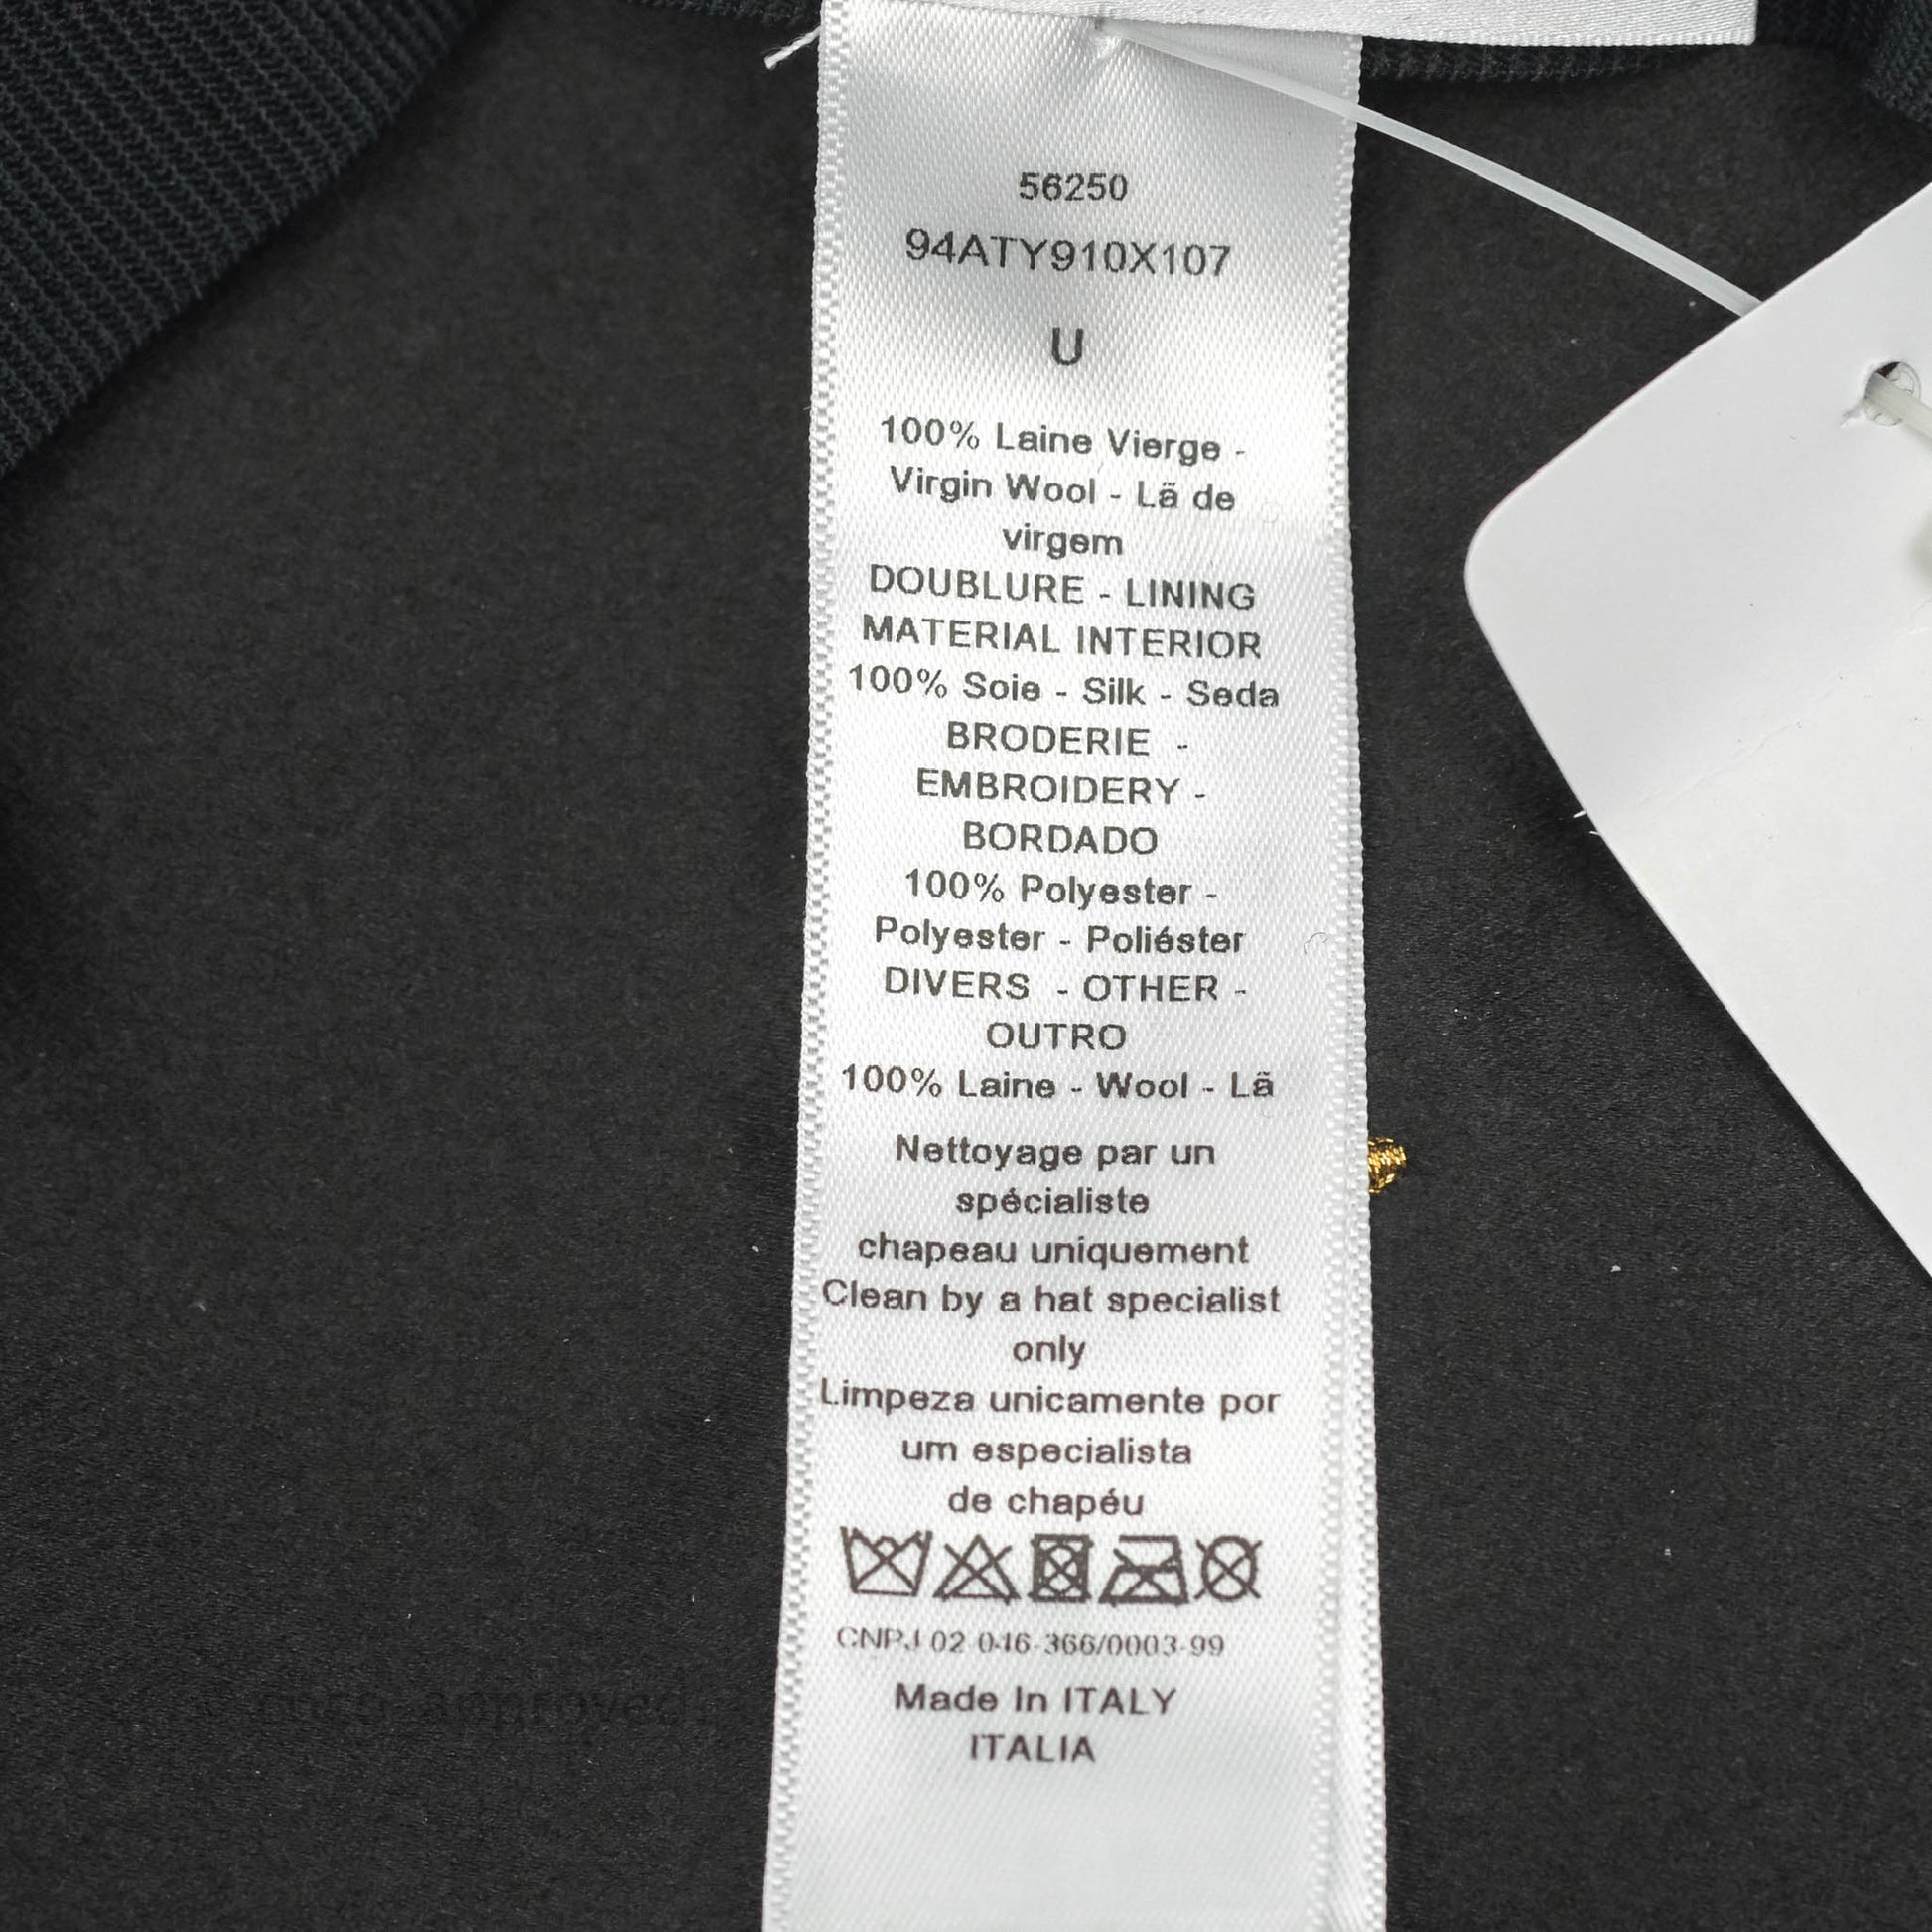 56250
94ATY910X107
U
100% Laine Vierge -
Virgin Wool - Lã de
virgem
DOUBLURE - LINING
MATERIAL INTERIOR
100% Soie - Silk - Seda
BRODERIE -
EMBROIDERY -
BORDADO
100% Polyester -
Polyester - Poliéster
DIVERS - OTHER -
OUTRO
100% Laine - Wool - Lã
Nettoyage par un
spécialiste
chapeau uniquement
Clean by a hat specialist
only
Limpeza unicamente por
um especialista
de chapéu
CNPJ 02 046-366/0003-99
Made In ITALY
ITALIA
approved